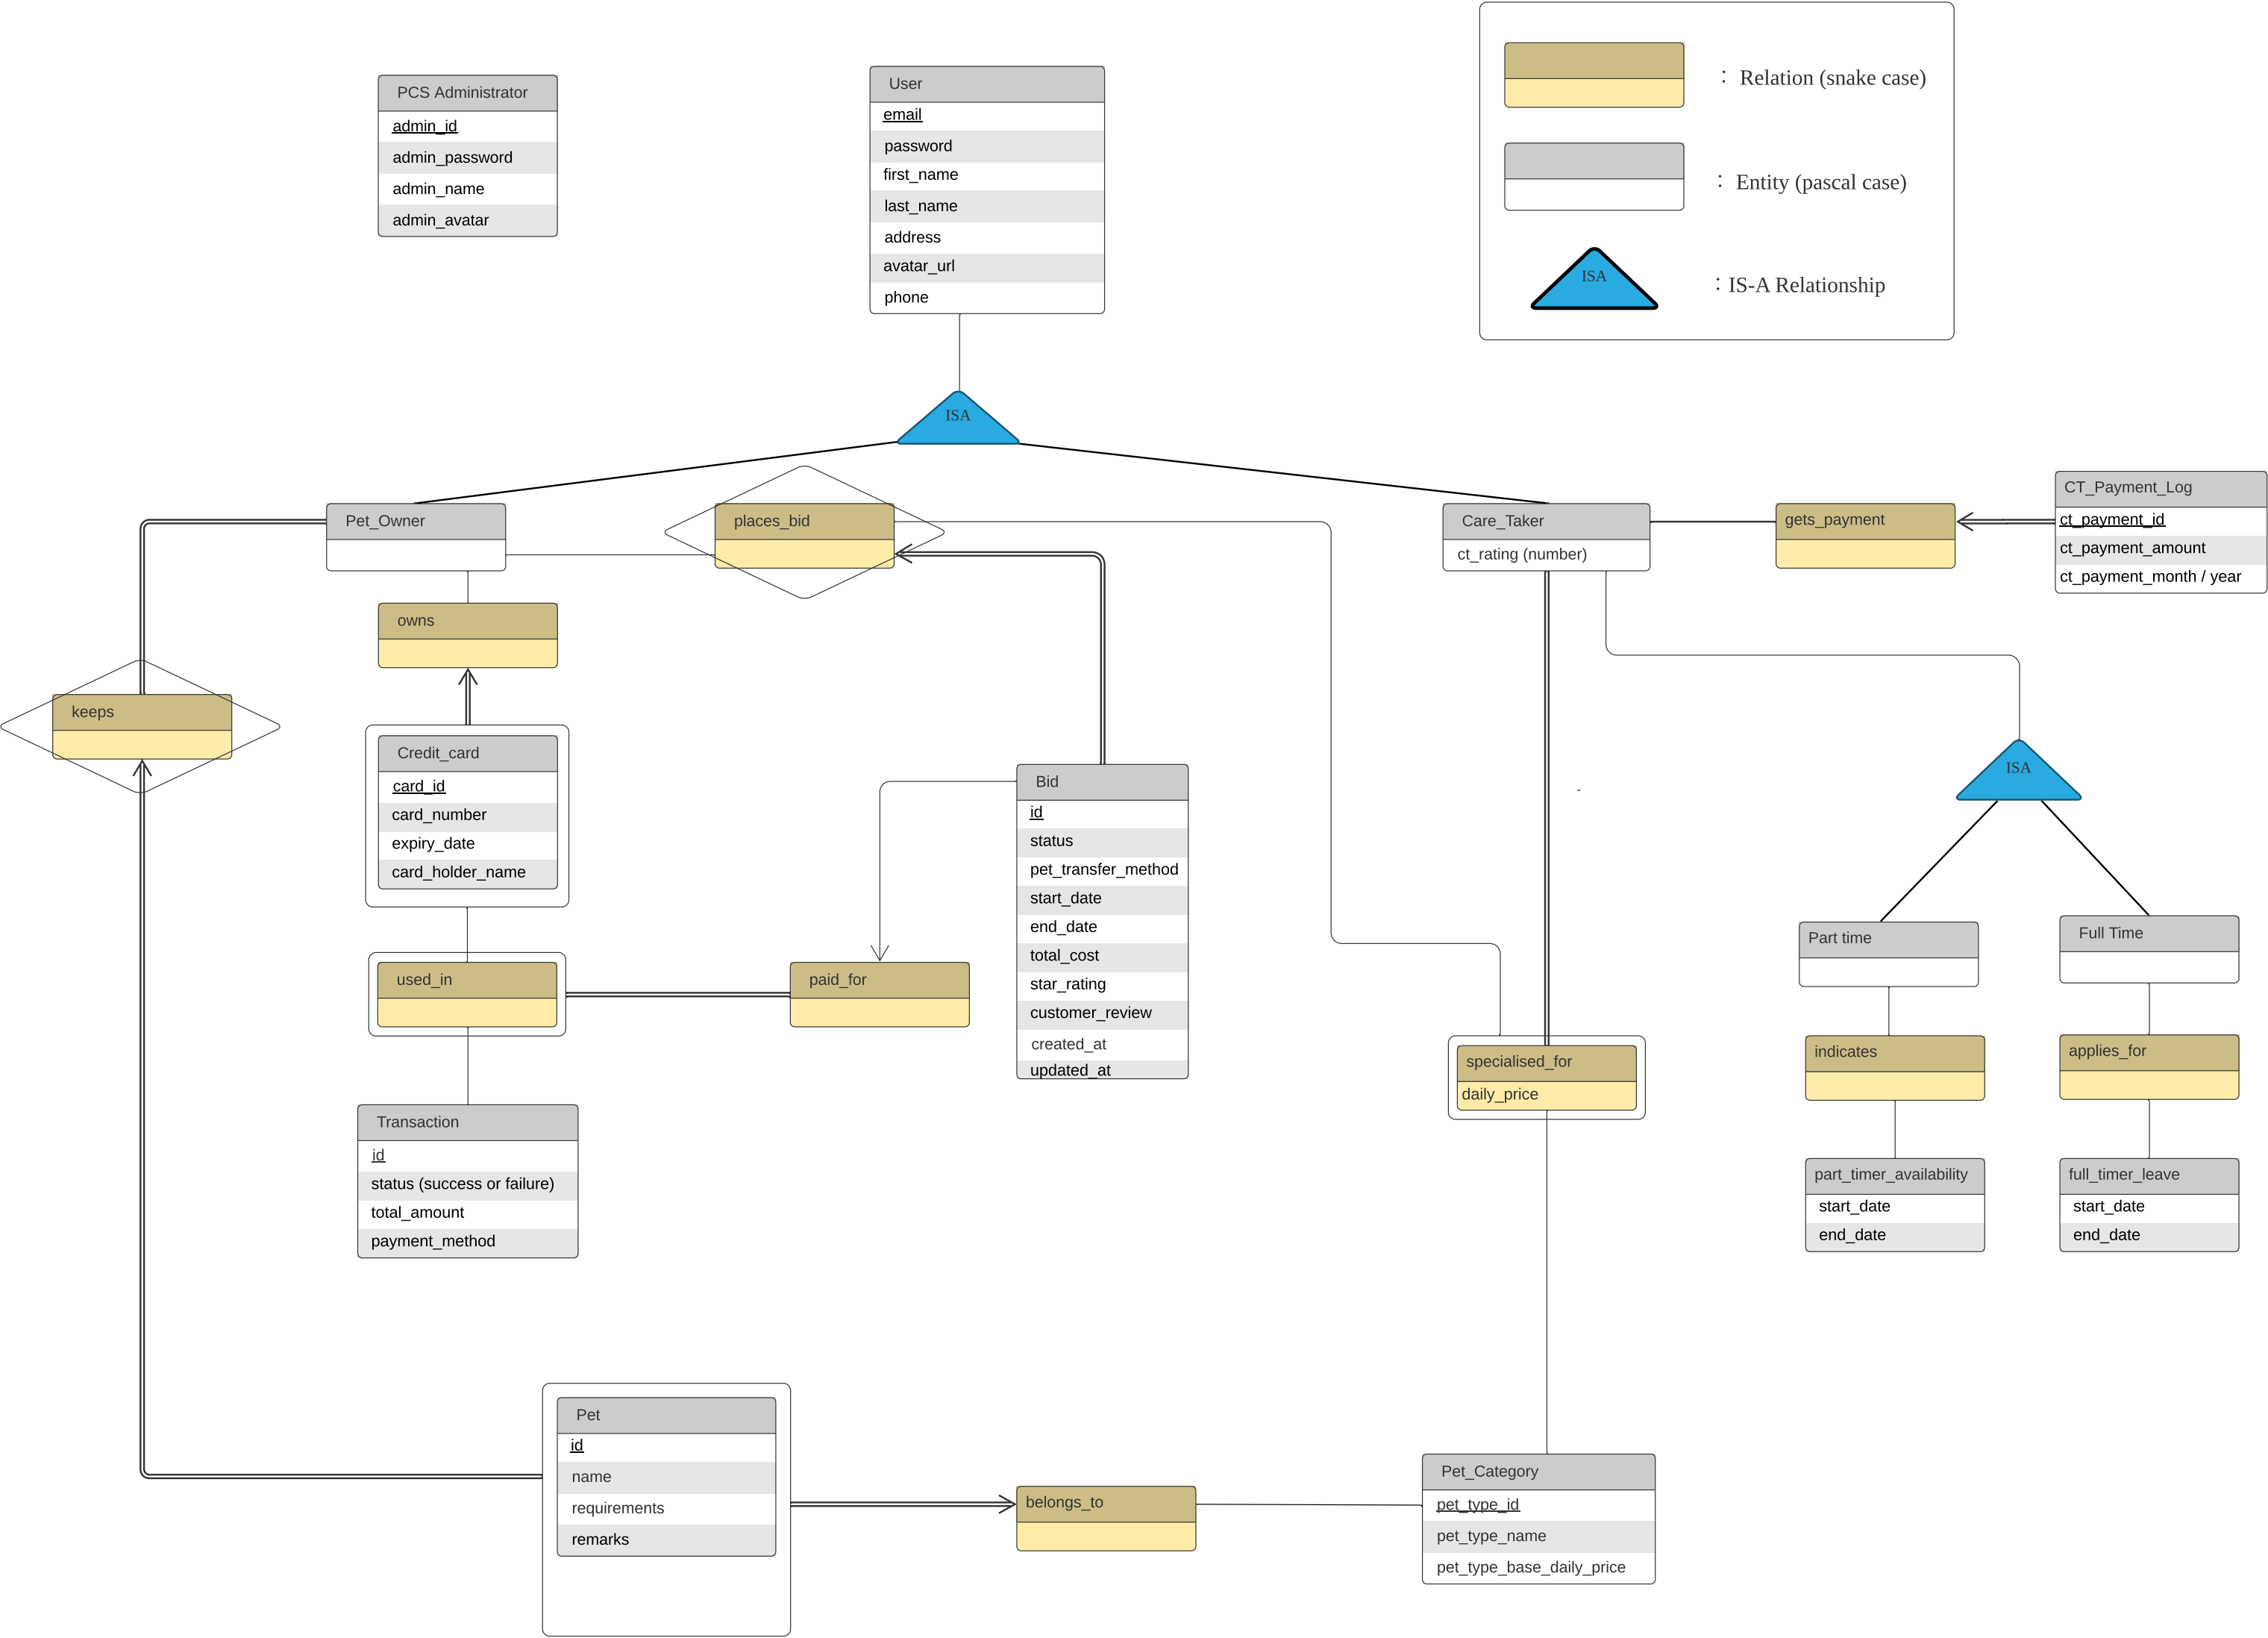 PCS Administrator
admin_id
admin_password
admin_name
admin_avatar
User
email
password
first_name
last_name
address
avatar_url
phone
: Relation (snake case)
: Entity (pascal case)
ISA
: IS-A Relationship
ISA
Pet_Owner
places_bid
Care_Taker
ct_rating (number)
gets_payment
CT_Payment_Log
ct_payment_id
ct_payment_amount
ct_payment_month / year
owns
keeps
Credit_card
card_id
card_number
expiry_date
card_holder_name
Bid
id
status
pet_transfer_method
start_date
end_date
total_cost
star_rating
customer_review
created_at
updated_at
-
ISA
Part time
Full Time
used_in
paid_for
specialised_for
daily_price
indicates
applies_for
Transaction
id
status (success or failure)
total_amount
payment_method
part_timer_availability
start_date
end_date
full_timer_leave
start_date
end_date
Pet
id
name
requirements
remarks
belongs_to
Pet_Category
pet_type_id
pet_type_name
pet_type_base_daily_price